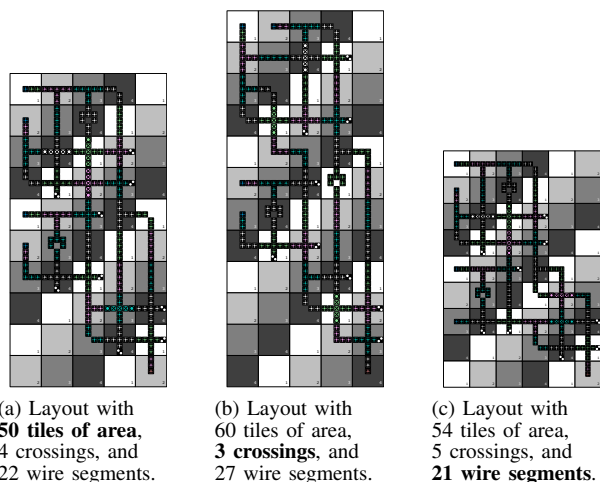 (a) Layout with
50 tiles of area,
4 crossings, and
22 wire segments.
(b) Layout with
60 tiles of area,
3 crossings, and
27 wire segments.
(c) Layout with
54 tiles of area,
5 crossings, and
21 wire segments.